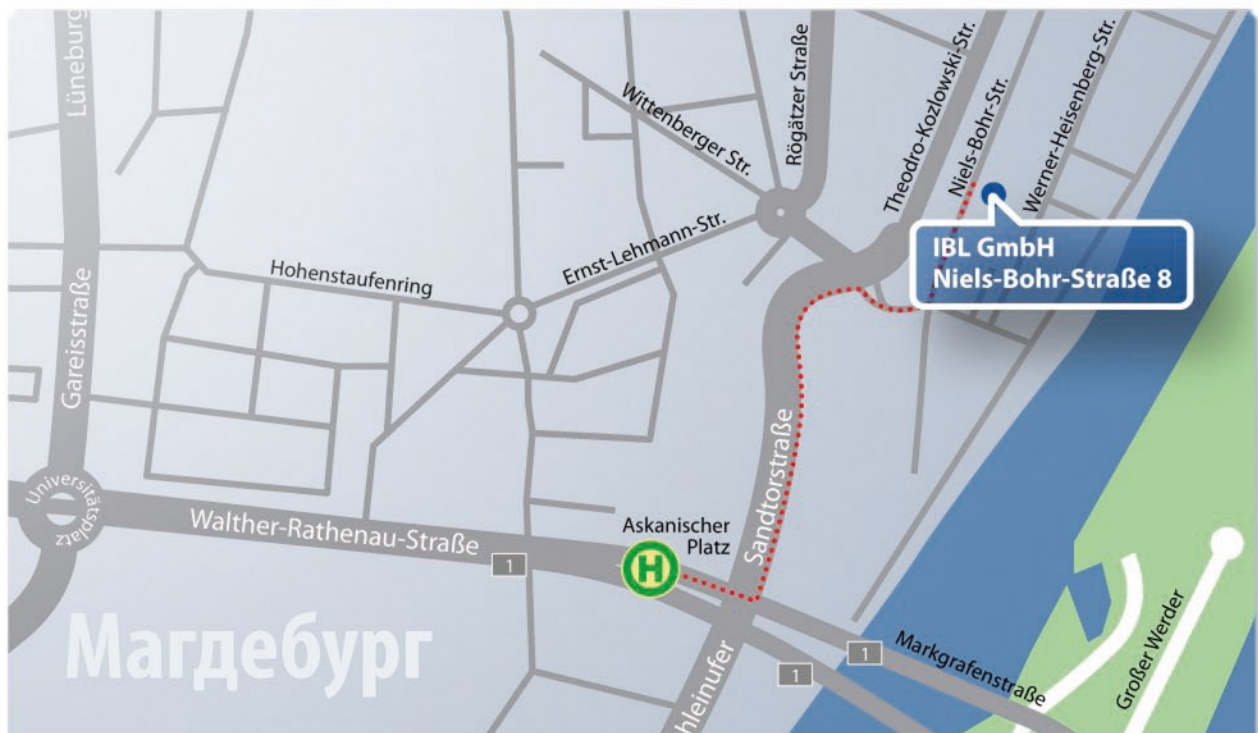 Lüneburg
Wittenberger Str.
Rögätzer Straße
Theodro-Kozlowski-Str.
Niels-Bohr-Str.
Werner-Heisenberg-Str.
IBL GmbH
Niels-Bohr-Straße 8
Ernst-Lehmann-Str.
Hohenstaufenring
Gareisstraße
Sandtorstraße
Universitätsplatz
Walther-Rathenau-Straße
1
Askanischer
Platz
H
Магдебург
hleinufer
1
1
Markgrafenstraße
Großer Werder